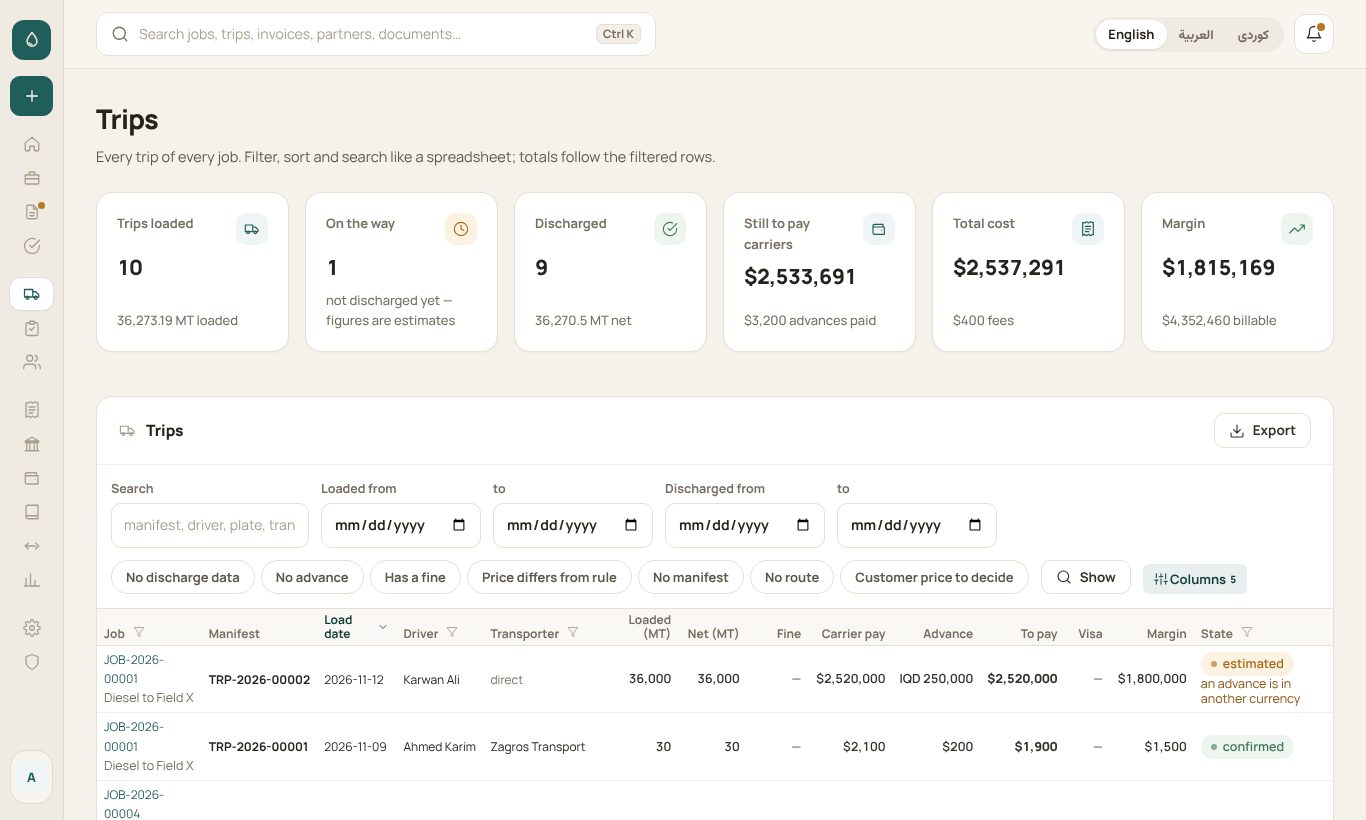 Search jobs, trips, invoices, partners, documents...
Ctrl K
English
العربية
كوردی
Trips
Every trip of every job. Filter, sort and search like a spreadsheet; totals follow the filtered rows.
Trips loaded
10
36,273.19 MT loaded
On the way
1
not discharged yet —
figures are estimates
Discharged
9
36,270.5 MT net
Still to pay
carriers
$2,533,691
$3,200 advances paid
Total cost
$2,537,291
$400 fees
Margin
$1,815,169
$4,352,460 billable
Trips
Export
Search
Loaded from
to
Discharged from
to
manifest, driver, plate, tran
mm/dd/yyyy
mm/dd/yyyy
mm/dd/yyyy
mm/dd/yyyy
No discharge data
No advance
Has a fine
Price differs from rule
No manifest
No route
Customer price to decide
Show
Columns 5
Job
Manifest
Load
date
Driver
Transporter
Loaded
(MT)
Net (MT)
Fine
Carrier pay
Advance
To pay
Visa
Margin
State
JOB-2026-
00001
Diesel to Field X
TRP-2026-00002
2026-11-12
Karwan Ali
direct
36,000
36,000
—
$2,520,000
IQD 250,000
$2,520,000
—
$1,800,000
estimated
an advance is in
another currency
JOB-2026-
00001
Diesel to Field X
TRP-2026-00001
2026-11-09
Ahmed Karim
Zagros Transport
30
30
—
$2,100
$200
$1,900
—
$1,500
confirmed
JOB-2026-
00004
A